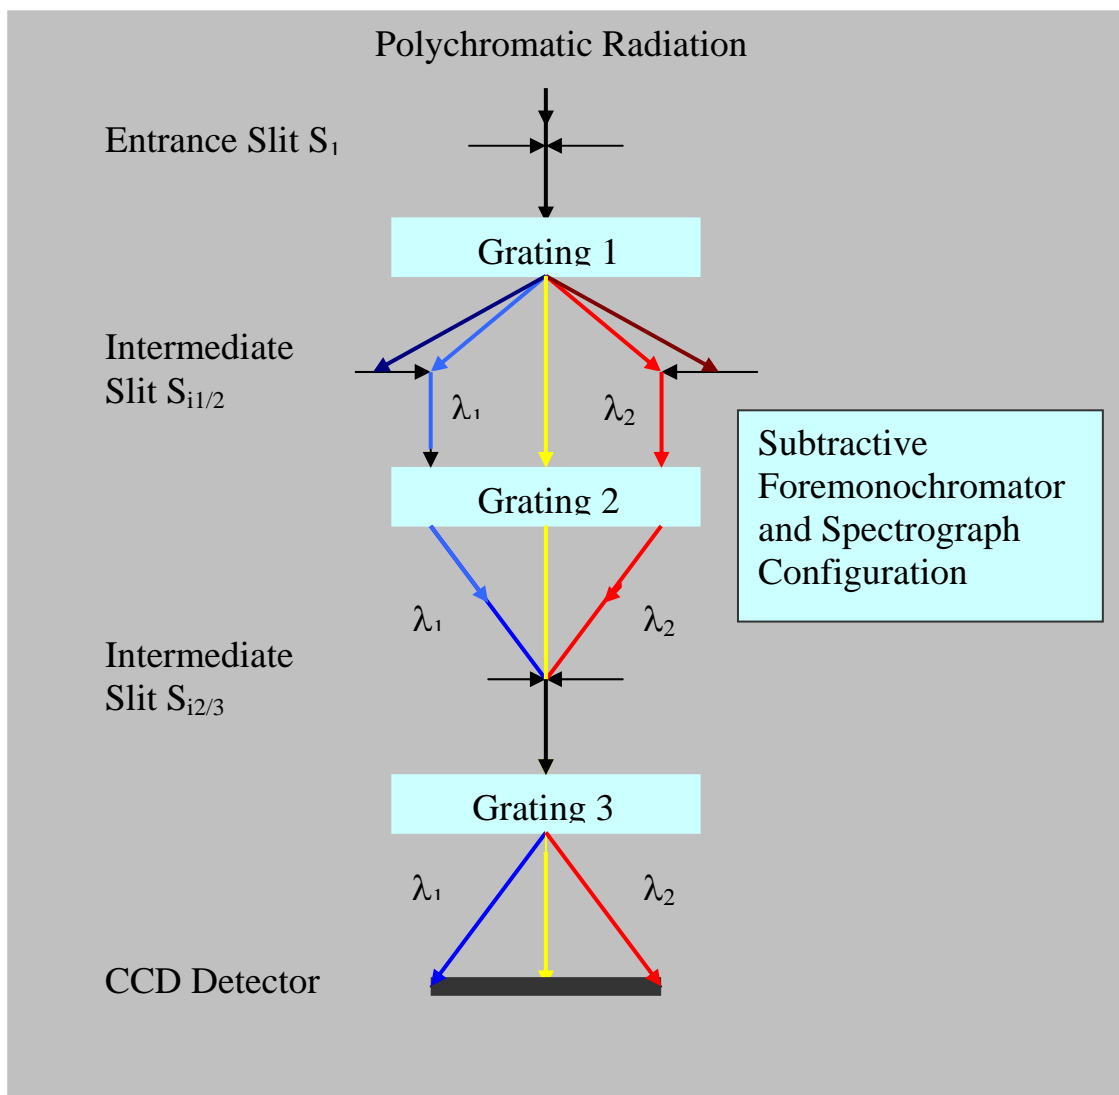 Polychromatic Radiation
Entrance Slit S₁
Grating 1
Intermediate
Slit Sᵢ₁/₂
λ₁
λ₂
Subtractive
Foremonochromator
and Spectrograph
Configuration
Grating 2
λ₁
λ₂
Intermediate
Slit Sᵢ₂/₃
Grating 3
λ₁
λ₂
CCD Detector